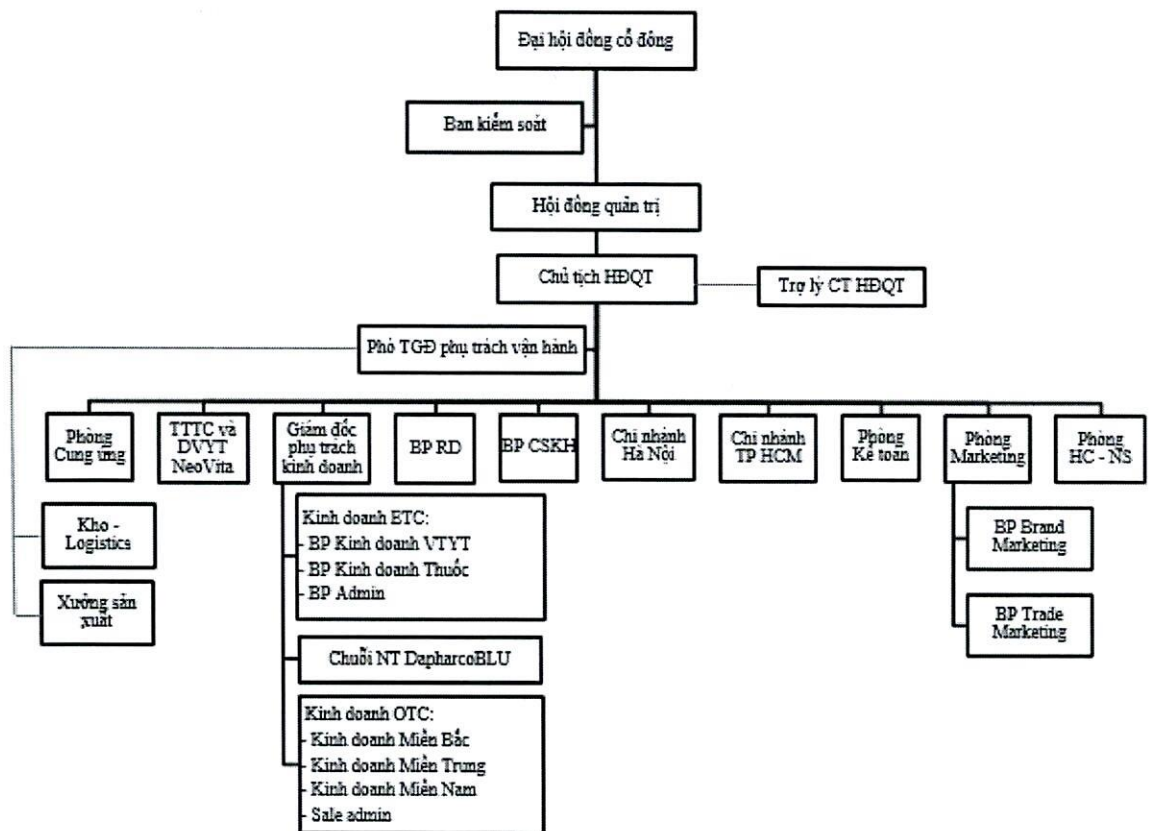 Đại hội đồng cổ đông
Ban kiểm soát
Hội đồng quản trị
Chủ tịch HĐQT
Trợ lý CT HĐQT
Phó TGĐ phụ trách vận hành
Phòng
Cung ứng
TTTC và
DVYT
NeoVita
Giám đốc
phụ trách
kinh doanh
BP RD
BP CSKH
Chi nhánh
Hà Nội
Chi nhánh
TP HCM
Phòng
Kế toán
Phòng
Marketing
Phòng
HC - NS
Kho -
Logistics
Xưởng sản
xuất
Kinh doanh ETC:
- BP Kinh doanh VTYT
- BP Kinh doanh Thuốc
- BP Admin
Chuỗi NT DapharcoBLU
Kinh doanh OTC:
- Kinh doanh Miền Bắc
- Kinh doanh Miền Trung
- Kinh doanh Miền Nam
- Sale admin
BP Brand
Marketing
BP Trade
Marketing